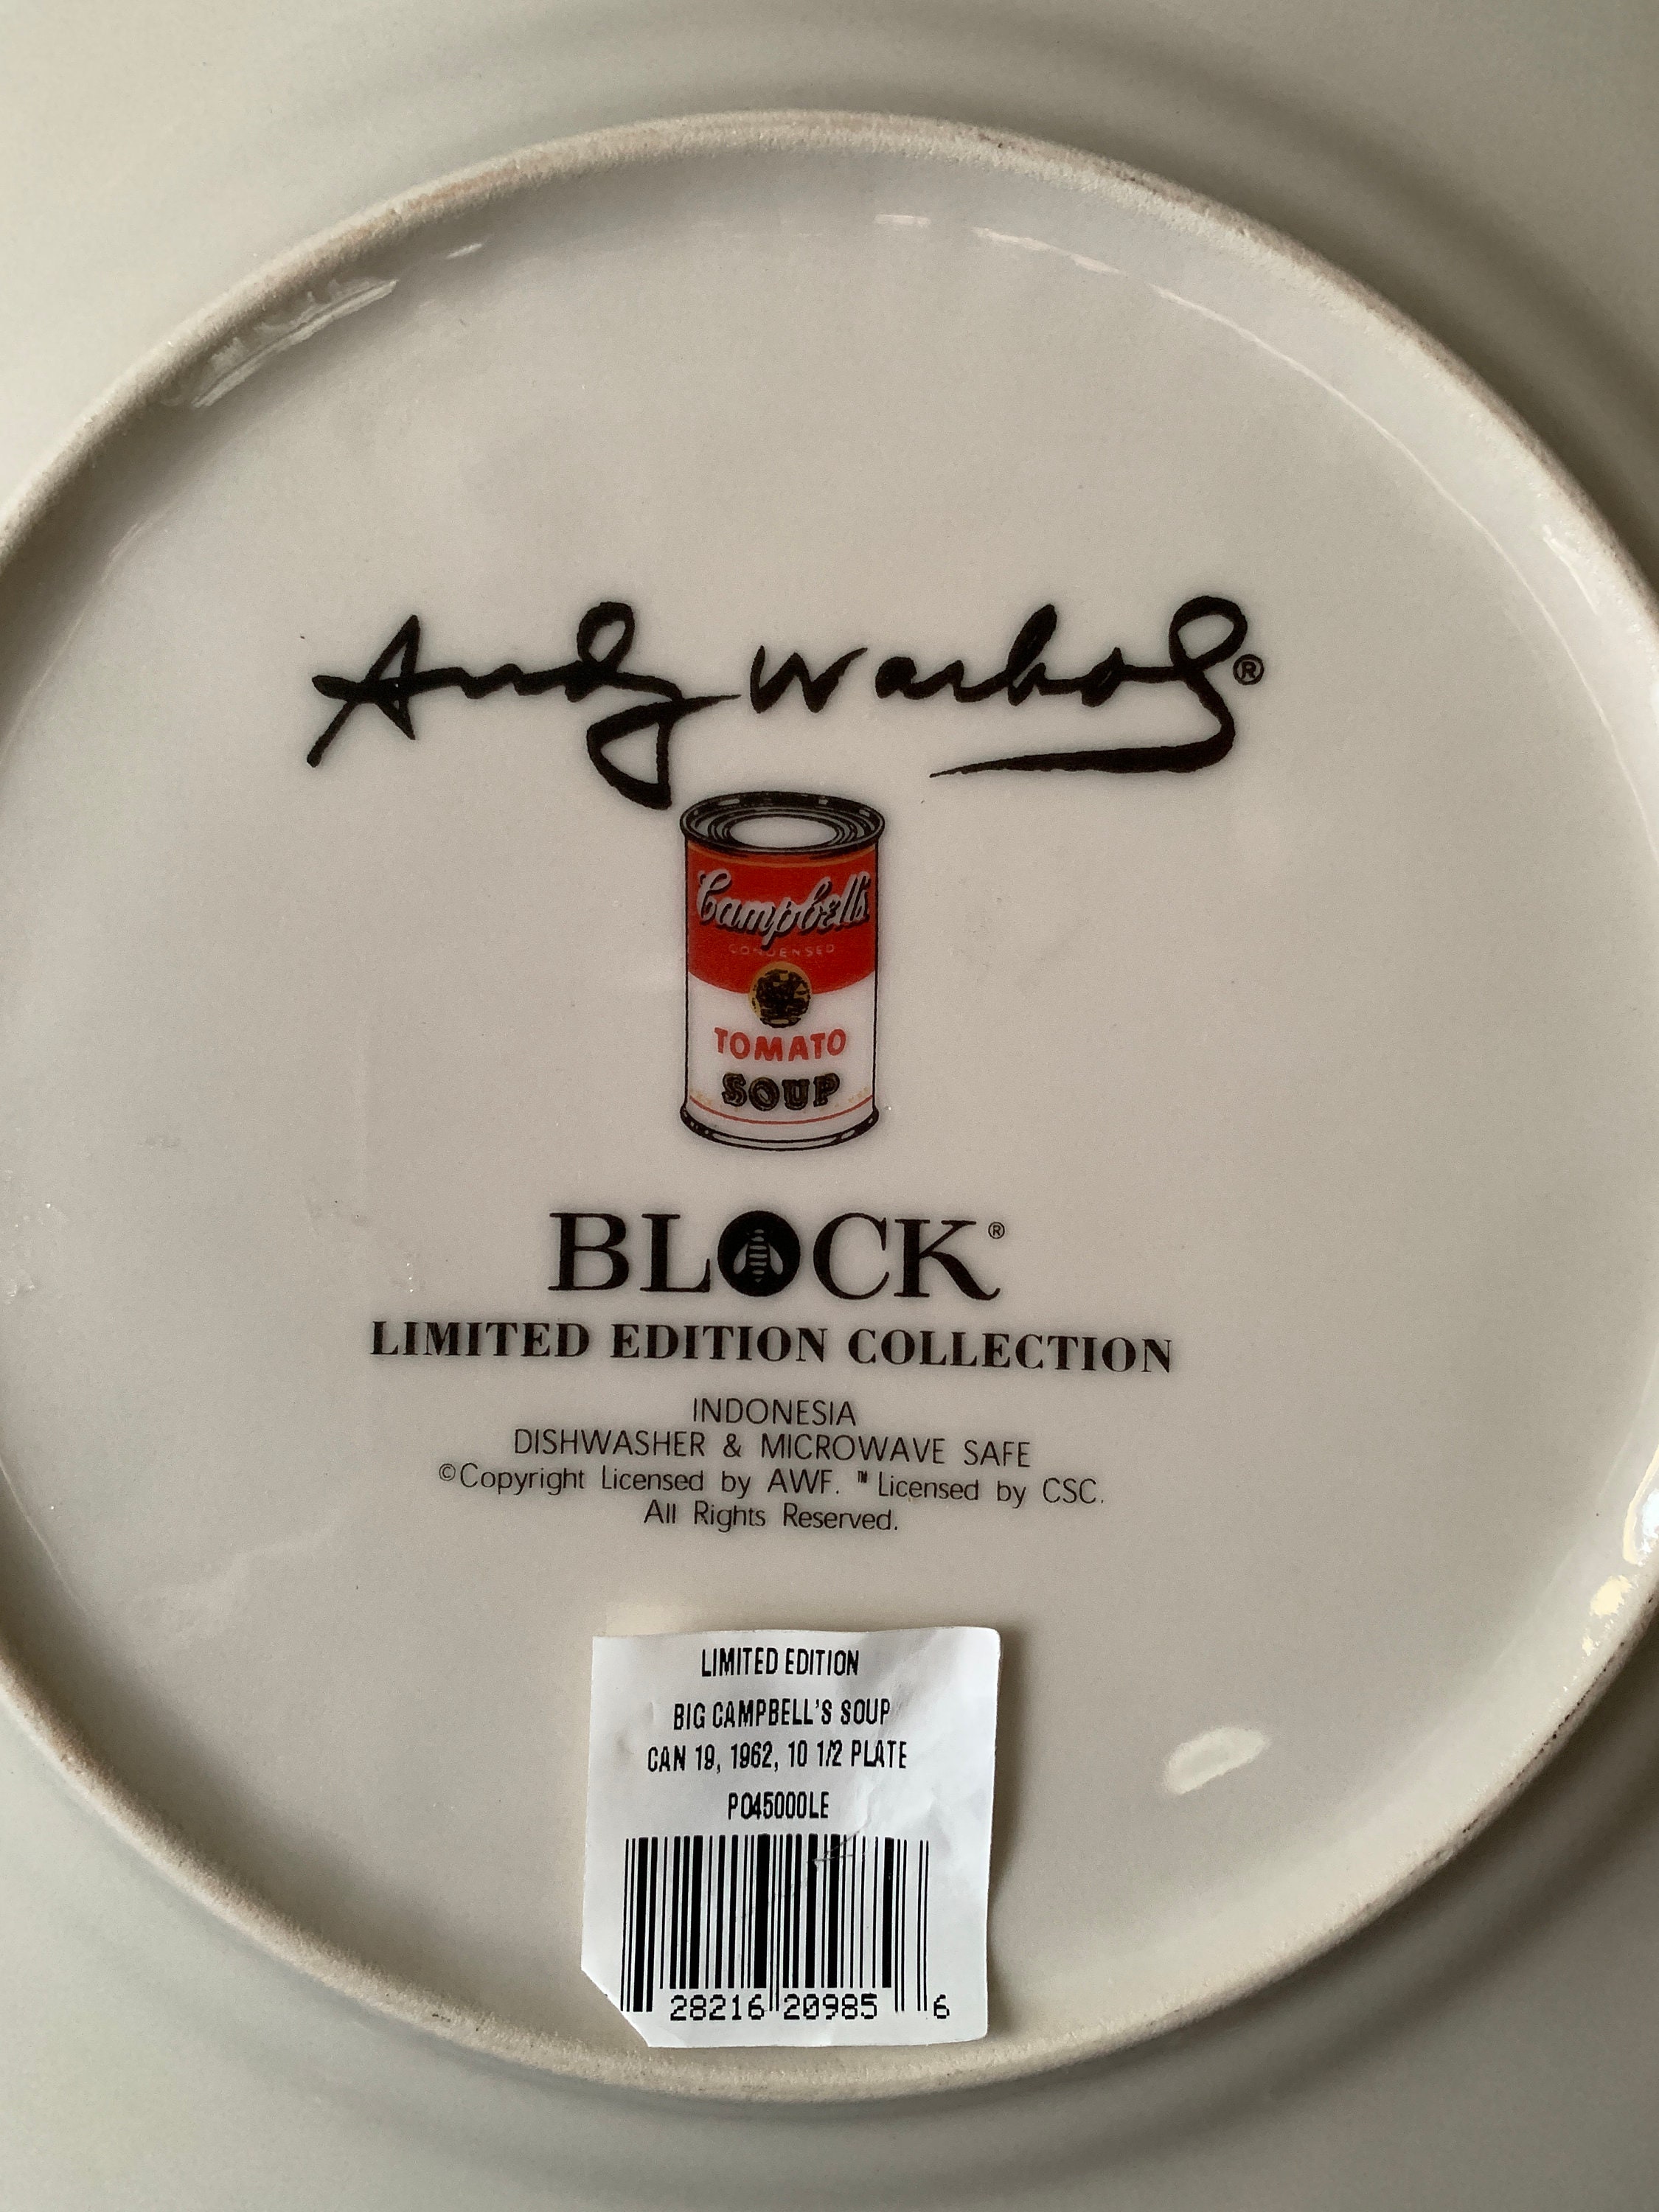 Andy Warhol®
Campbell's
CONDENSED
TOMATO
SOUP
BLOCK®
LIMITED EDITION COLLECTION
INDONESIA
DISHWASHER & MICROWAVE SAFE
©Copyright Licensed by AWF. ™Licensed by CSC.
All Rights Reserved.
LIMITED EDITION
BIG CAMPBELL'S SOUP
CAN 19, 1962, 10 1/2 PLATE
P045000LE
28216 20985 6